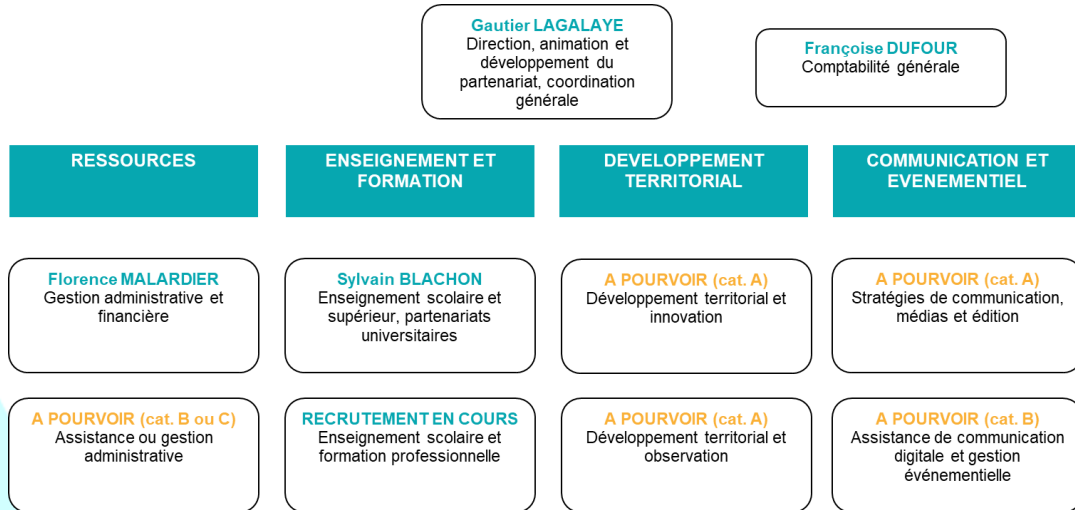 Gautier LAGALAYE
Direction, animation et
développement du
partenariat, coordination
générale
Françoise DUFOUR
Comptabilité générale
RESSOURCES
ENSEIGNEMENT ET
FORMATION
DEVELOPPEMENT
TERRITORIAL
COMMUNICATION ET
EVENEMENTIEL
Florence MALARDIER
Gestion administrative et
financière
Sylvain BLACHON
Enseignement scolaire et
supérieur, partenariats
universitaires
A POURVOIR (cat. A)
Développement territorial et
innovation
A POURVOIR (cat. A)
Stratégies de communication,
médias et édition
A POURVOIR (cat. B ou C)
Assistance ou gestion
administrative
RECRUTEMENT EN COURS
Enseignement scolaire et
formation professionnelle
A POURVOIR (cat. A)
Développement territorial et
observation
A POURVOIR (cat. B)
Assistance de communication
digitale et gestion
événementielle